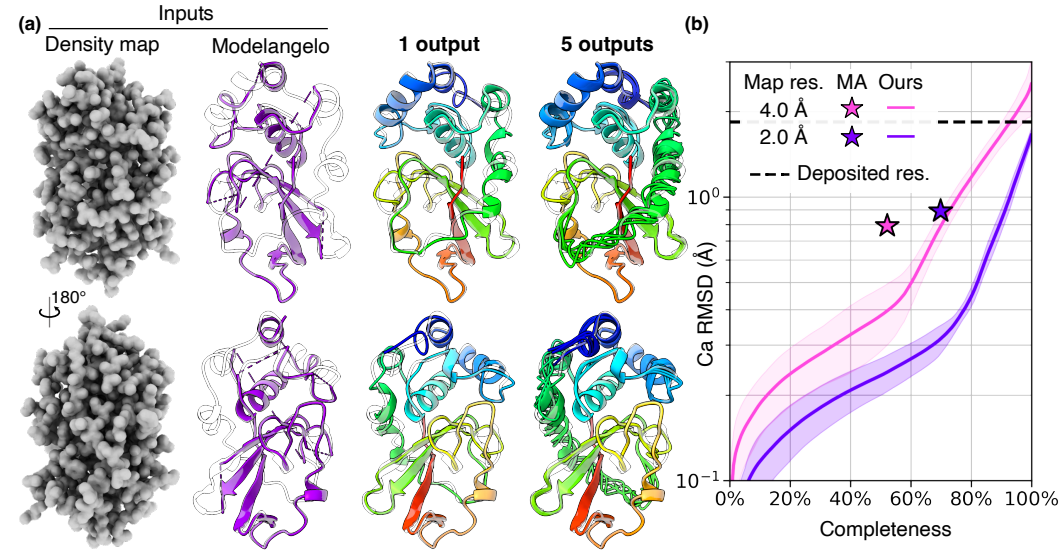 (a)
Inputs
Density map
Modelangelo
1 output
5 outputs
180°
(b)
Map res. MA Ours
4.0 Å
2.0 Å
Deposited res.
Ca RMSD (Å)
10⁰
10⁻¹
0% 20% 40% 60% 80% 100%
Completeness